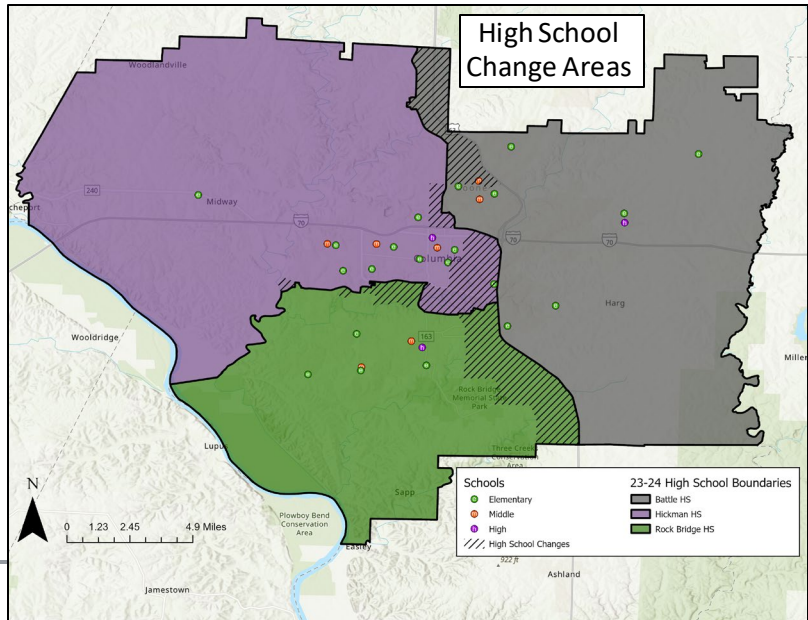 High School
Change Areas
Woodlandville
240
Midway
cheport
70
70
70
Columbia
Harg
Wooldridge
163
Miller
Rock Bridge
Memorial State
Park
Lupus
Three Creeks
Conservation
Area
Sapp
Plowboy Bend
Conservation
Area
Easley
Jamestown
922 ft
Ashland
N
0 1.23 2.45 4.9 Miles
Schools
e Elementary
m Middle
h High
High School Changes
23-24 High School Boundaries
Battle HS
Hickman HS
Rock Bridge HS